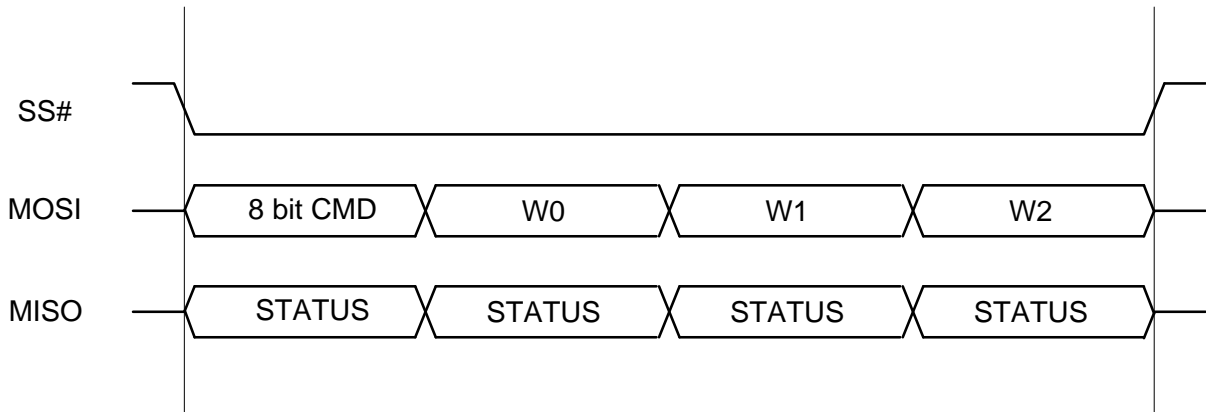 SS#
MOSI 8 bit CMD W0 W1 W2
MISO STATUS STATUS STATUS STATUS